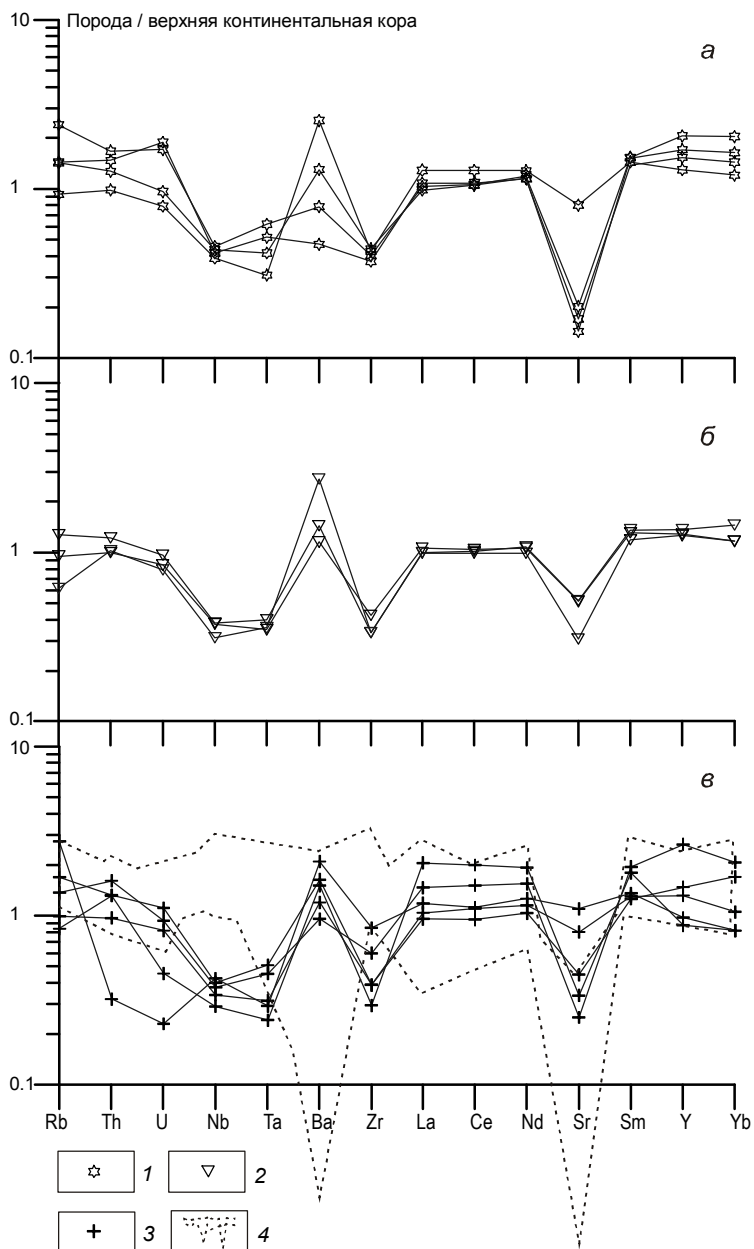 10
Порода / верхняя континентальная кора
а
1
0.1
10
б
1
0.1
10
в
1
0.1
Rb Th U Nb Ta Ba Zr La Ce Nd Sr Sm Y Yb
1 2
3 4